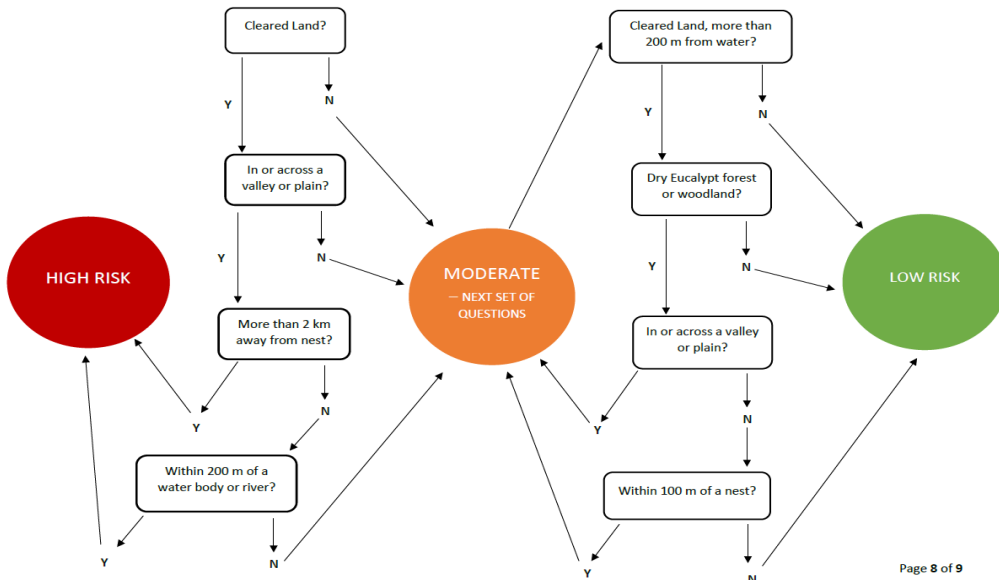 Cleared Land?
Y
N
In or across a
valley or plain?
Y
N
More than 2 km
away from nest?
Y
N
Within 200 m of a
water body or river?
Y
N
HIGH RISK
MODERATE
— NEXT SET OF
QUESTIONS
Cleared Land, more than
200 m from water?
Y
N
Dry Eucalypt forest
or woodland?
Y
N
In or across a valley
or plain?
Y
N
Within 100 m of a nest?
Y
N
LOW RISK
Page 8 of 9